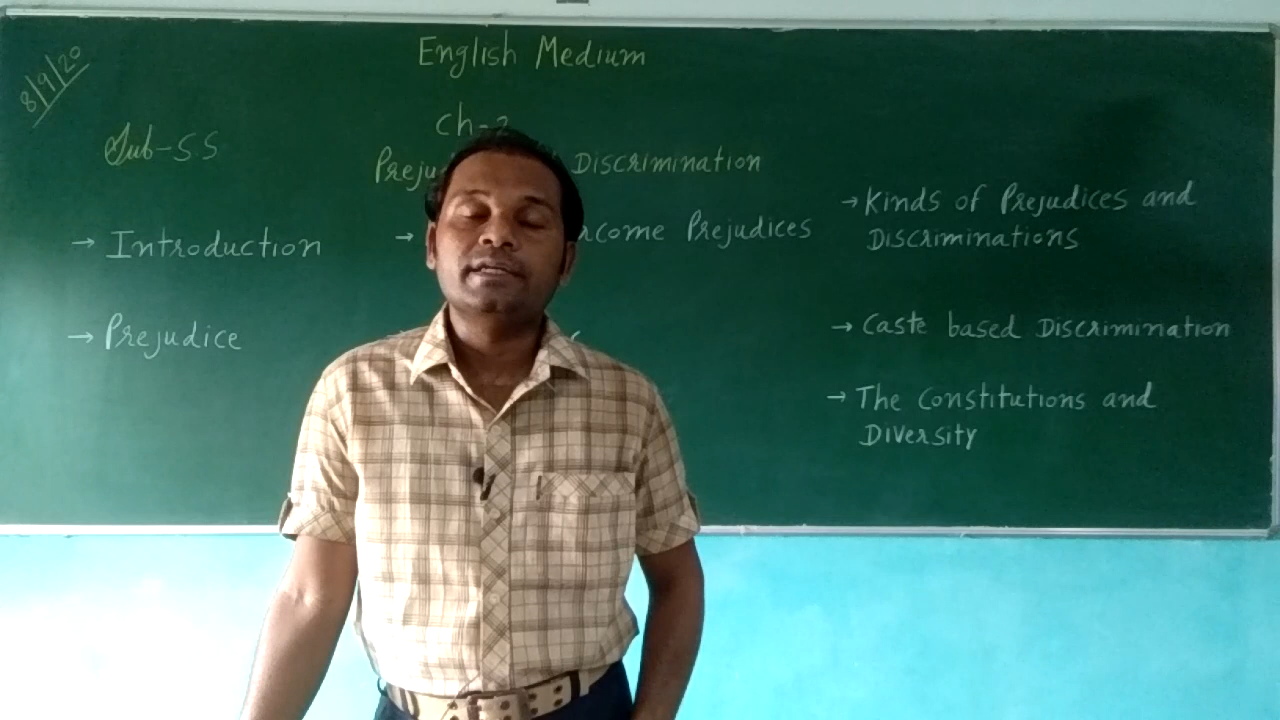 8/9/20
English Medium
Ch-2
Sub-SS
Discrimination
→ Introduction
→
Prejudices
→ Prejudice
→ Kinds of Prejudices and
Discriminations
→ Caste based Discrimination
→ The Constitutions and
Diversity